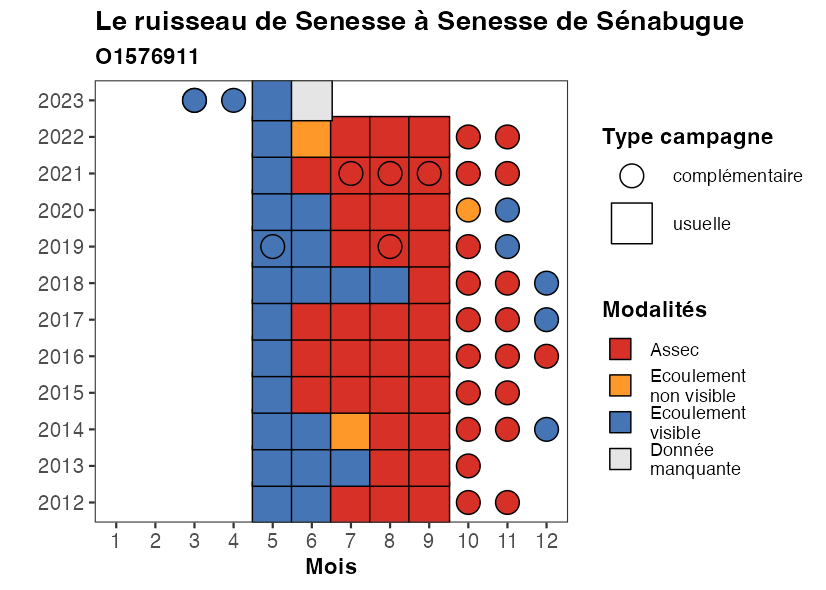 Le ruisseau de Senesse à Senesse de Sénabugue
O1576911
2023
2022
2021
2020
2019
2018
2017
2016
2015
2014
2013
2012
1 2 3 4 5 6 7 8 9 10 11 12
Mois
Type campagne
complémentaire
usuelle
Modalités
Assec
Ecoulement
non visible
Ecoulement
visible
Donnée
manquante